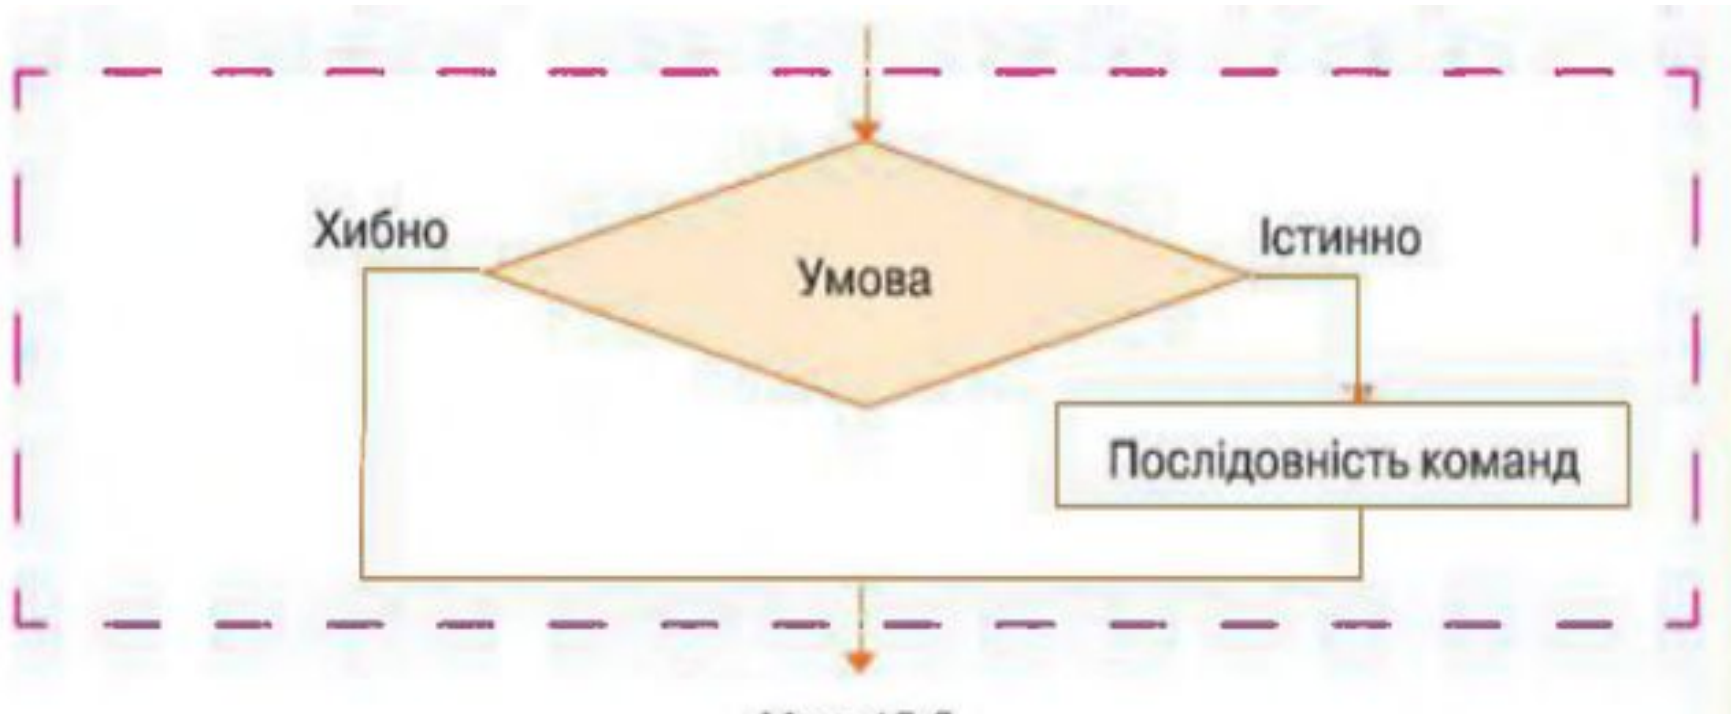 Хибно
Істинно
Умова
Послідовність команд